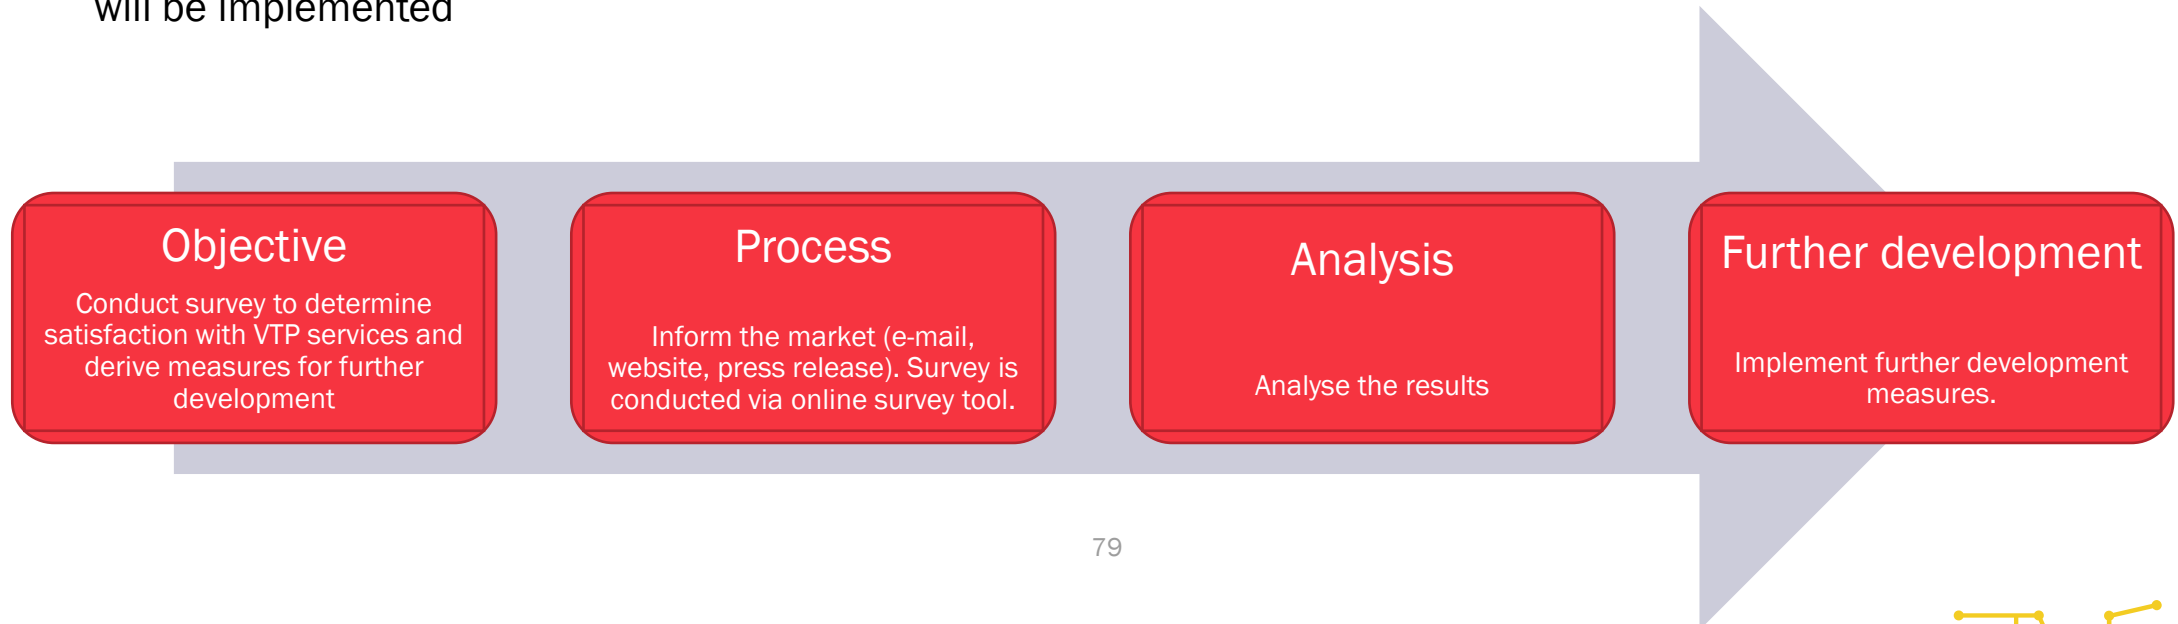 will be implemented
Objective
Conduct survey to determine
satisfaction with VTP services and
derive measures for further
development
Process
Inform the market (e-mail,
website, press release). Survey is
conducted via online survey tool.
Analysis
Analyse the results
Further development
Implement further development
measures.
79